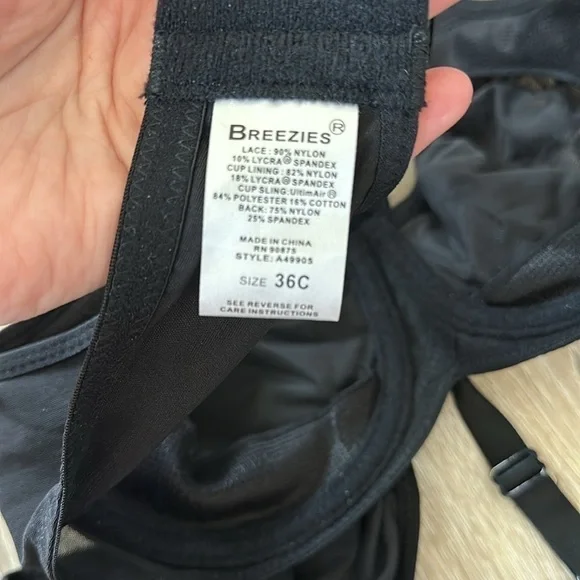 BREEZIES®
LACE: 90% NYLON
10% LYCRA® SPANDEX
CUP LINING: 82% NYLON
18% LYCRA® SPANDEX
CUP SLING: UltimAir®
84% POLYESTER 16% COTTON
BACK: 75% NYLON
25% SPANDEX
MADE IN CHINA
RN 90875
STYLE: A49905
SIZE 36C
SEE REVERSE FOR
CARE INSTRUCTIONS